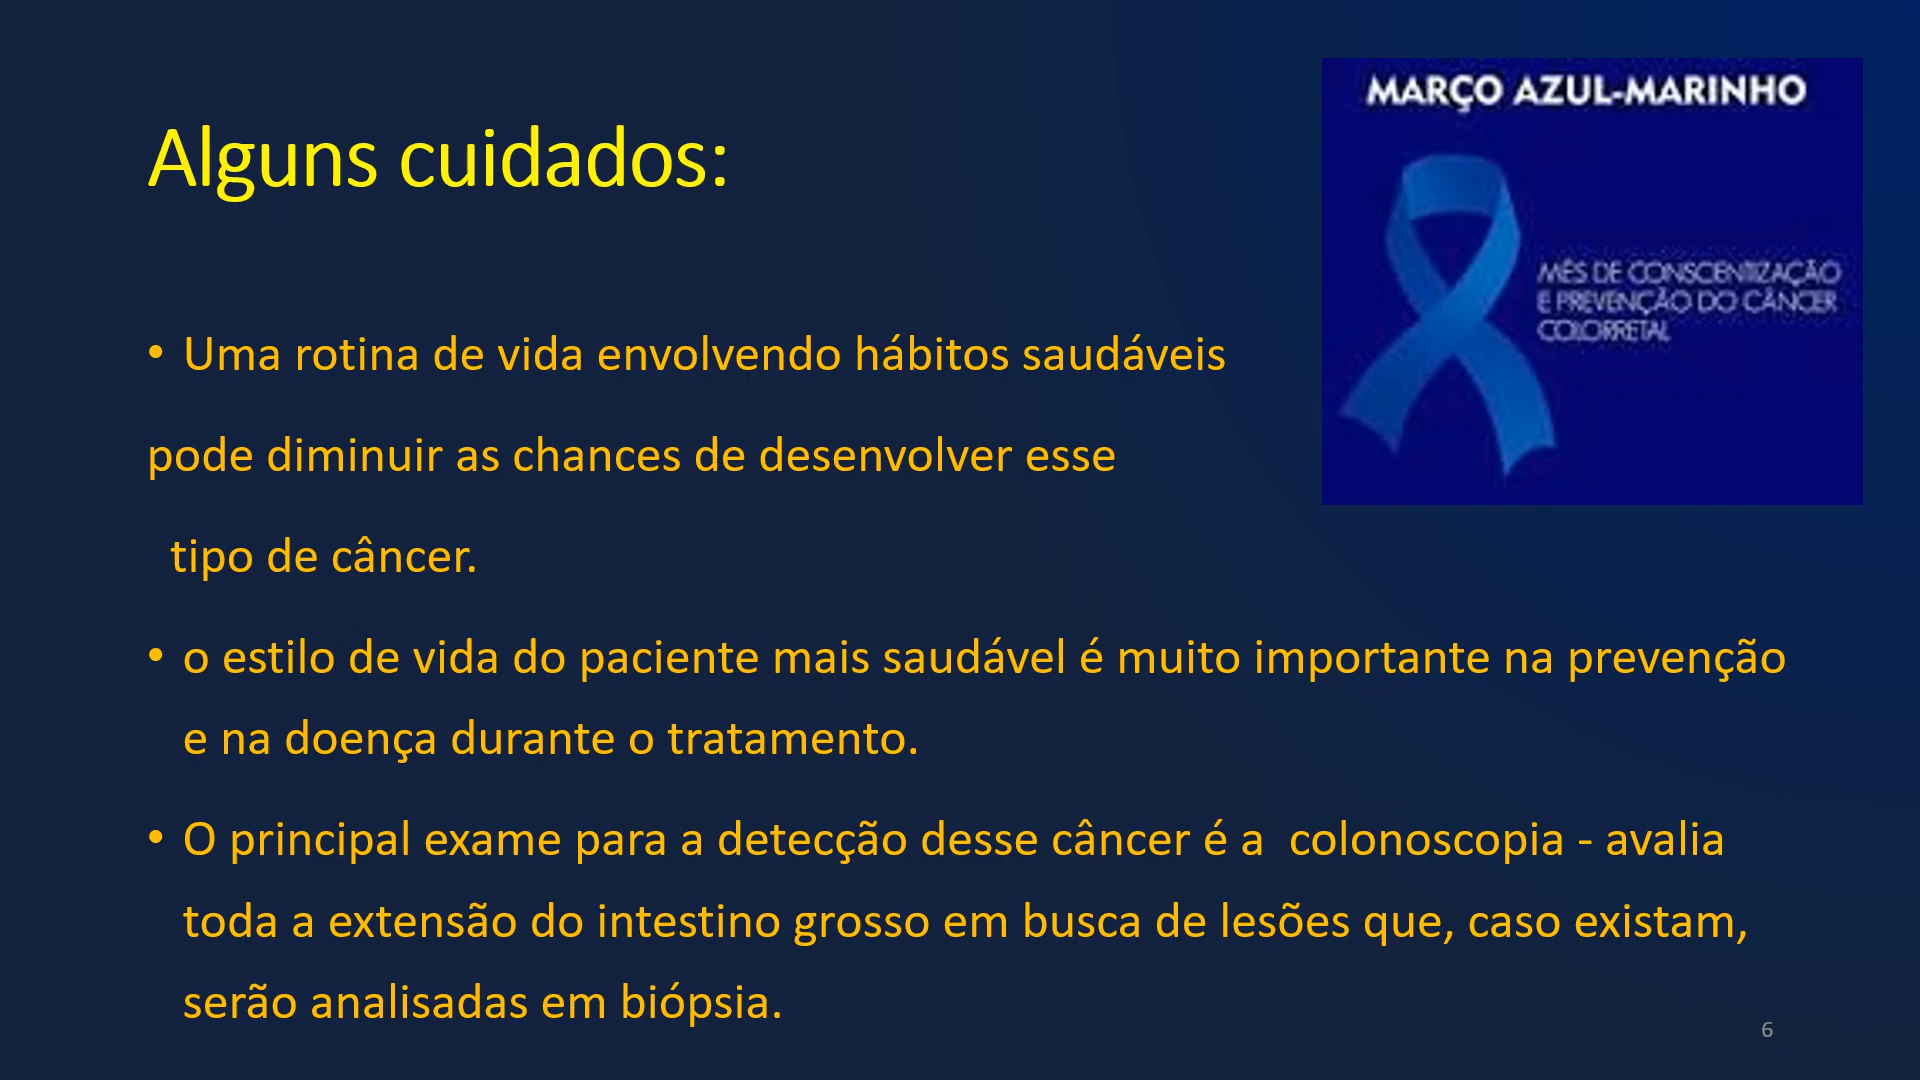 MARÇO AZUL-MARINHO
Alguns cuidados:
MÊS DE CONSCENTIZAÇÃO
E PREVENÇÃO DO CÂNCER
COLORRETAL
• Uma rotina de vida envolvendo hábitos saudáveis
pode diminuir as chances de desenvolver esse
tipo de câncer.
• o estilo de vida do paciente mais saudável é muito importante na prevenção
e na doença durante o tratamento.
• O principal exame para a detecção desse câncer é a  colonoscopia - avalia
toda a extensão do intestino grosso em busca de lesões que, caso existam,
serão analisadas em biópsia.
6